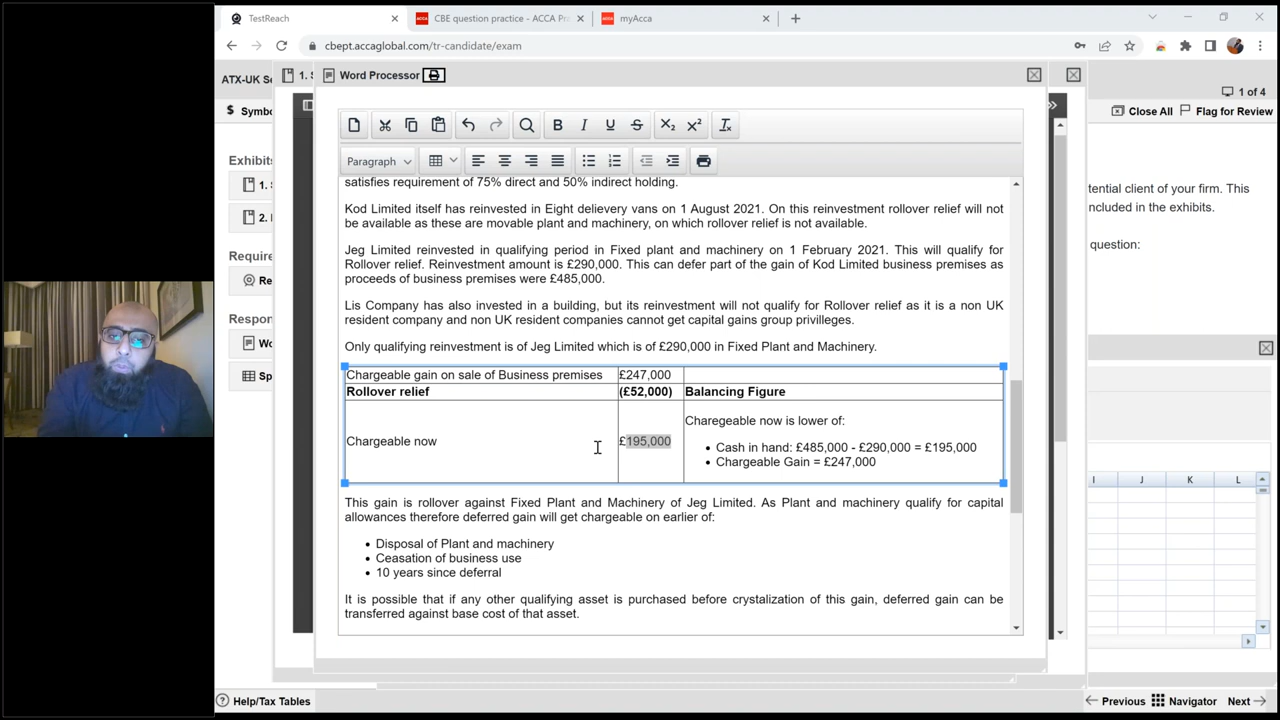 TestReach
CBE question practice - ACCA Pra
myAcca
cbept.accaglobal.com/tr-candidate/exam
ATX-UK Se
1. S
Word Processor
1 of 4
$ Symbo
Close All
Flag for Review
Exhibits
1. S
2.
Require
Re
Respon
Wo
Sp
Paragraph
satisfies requirement of 75% direct and 50% indirect holding.
Kod Limited itself has reinvested in Eight delievery vans on 1 August 2021. On this reinvestment rollover relief will not
be available as these are movable plant and machinery, on which rollover relief is not available.
Jeg Limited reinvested in qualifying period in Fixed plant and machinery on 1 February 2021. This will qualify for
Rollover relief. Reinvestment amount is £290,000. This can defer part of the gain of Kod Limited business premises as
proceeds of business premises were £485,000.
Lis Company has also invested in a building, but its reinvestment will not qualify for Rollover relief as it is a non UK
resident company and non UK resident companies cannot get capital gains group privilleges.
Only qualifying reinvestment is of Jeg Limited which is of £290,000 in Fixed Plant and Machinery.
Chargeable gain on sale of Business premises £247,000
Rollover relief (£52,000) Balancing Figure
Chargeable now £195,000
Charegeable now is lower of:
• Cash in hand: £485,000 - £290,000 = £195,000
• Chargeable Gain = £247,000
This gain is rollover against Fixed Plant and Machinery of Jeg Limited. As Plant and machinery qualify for capital
allowances therefore deferred gain will get chargeable on earlier of:
• Disposal of Plant and machinery
• Ceasation of business use
• 10 years since deferral
It is possible that if any other qualifying asset is purchased before crystalization of this gain, deferred gain can be
transferred against base cost of that asset.
tential client of your firm. This
ncluded in the exhibits.
question:
I J K L
Help/Tax Tables
Previous
Navigator
Next